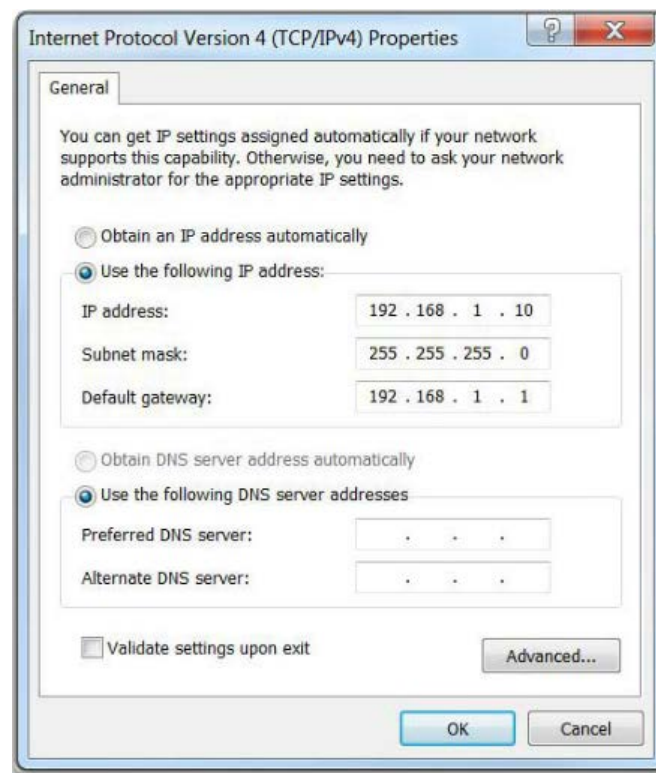 Internet Protocol Version 4 (TCP/IPv4) Properties
General
You can get IP settings assigned automatically if your network
supports this capability. Otherwise, you need to ask your network
administrator for the appropriate IP settings.
Obtain an IP address automatically
Use the following IP address:
IP address: 192 . 168 . 1 . 10
Subnet mask: 255 . 255 . 255 . 0
Default gateway: 192 . 168 . 1 . 1
Obtain DNS server address automatically
Use the following DNS server addresses
Preferred DNS server: . . .
Alternate DNS server: . . .
Validate settings upon exit
Advanced...
OK Cancel